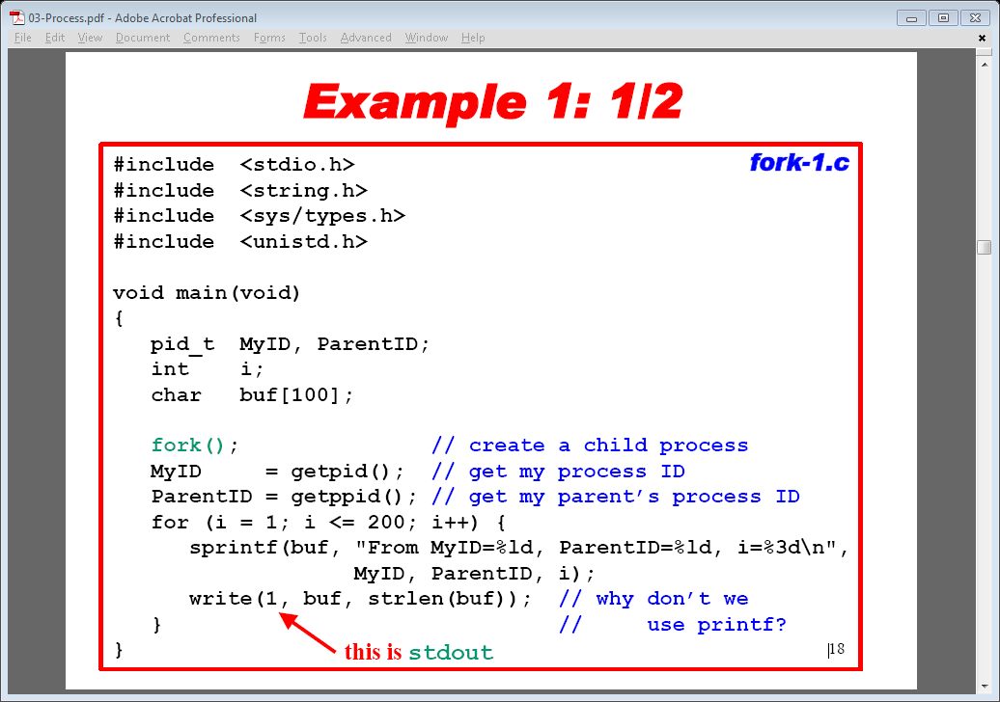 03-Process.pdf - Adobe Acrobat Professional
File Edit View Document Comments Forms Tools Advanced Window Help
Example 1: 1/2
fork-1.c
#include  <stdio.h>
#include  <string.h>
#include  <sys/types.h>
#include  <unistd.h>
void main(void)
{
   pid_t  MyID, ParentID;
   int    i;
   char   buf[100];
   fork();               // create a child process
   MyID     = getpid();  // get my process ID
   ParentID = getppid(); // get my parent’s process ID
   for (i = 1; i <= 200; i++) {
      sprintf(buf, "From MyID=%ld, ParentID=%ld, i=%3d\n",
                   MyID, ParentID, i);
      write(1, buf, strlen(buf));  // why don’t we
   }                               //     use printf?
this is stdout
}
18